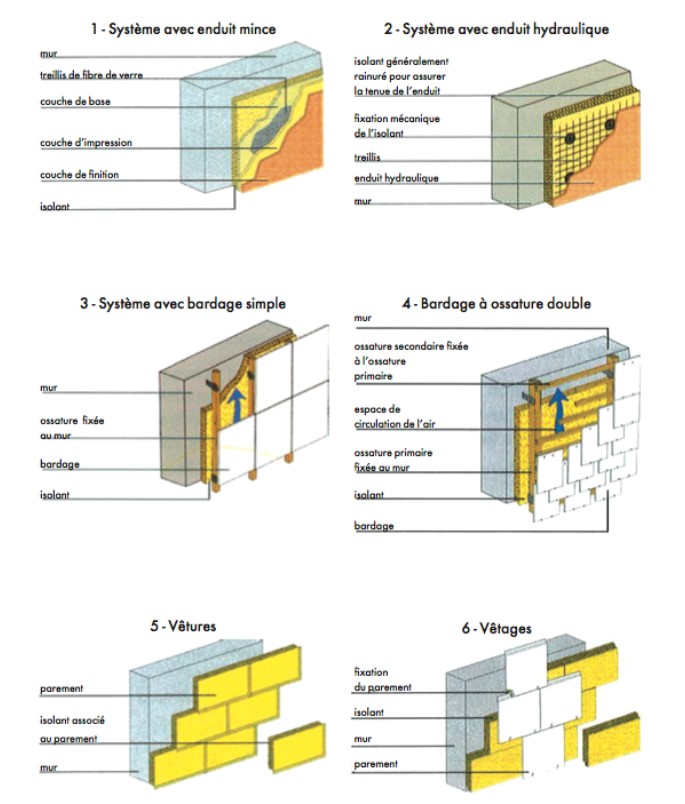 1 - Système avec enduit mince
mur
treillis de fibre de verre
couche de base
couche d'impression
couche de finition
isolant
2 - Système avec enduit hydraulique
isolant généralement
rainuré pour assurer
la tenue de l'enduit
fixation mécanique
de l'isolant
treillis
enduit hydraulique
mur
3 - Système avec bardage simple
mur
ossature fixée
au mur
bardage
isolant
4 - Bardage à ossature double
mur
ossature secondaire fixée
à l'ossature
primaire
espace de
circulation de l'air
ossature primaire
fixée au mur
isolant
bardage
5 - Vêtures
parement
isolant associé
au parement
mur
6 - Vêtages
fixation
du parement
isolant
mur
parement